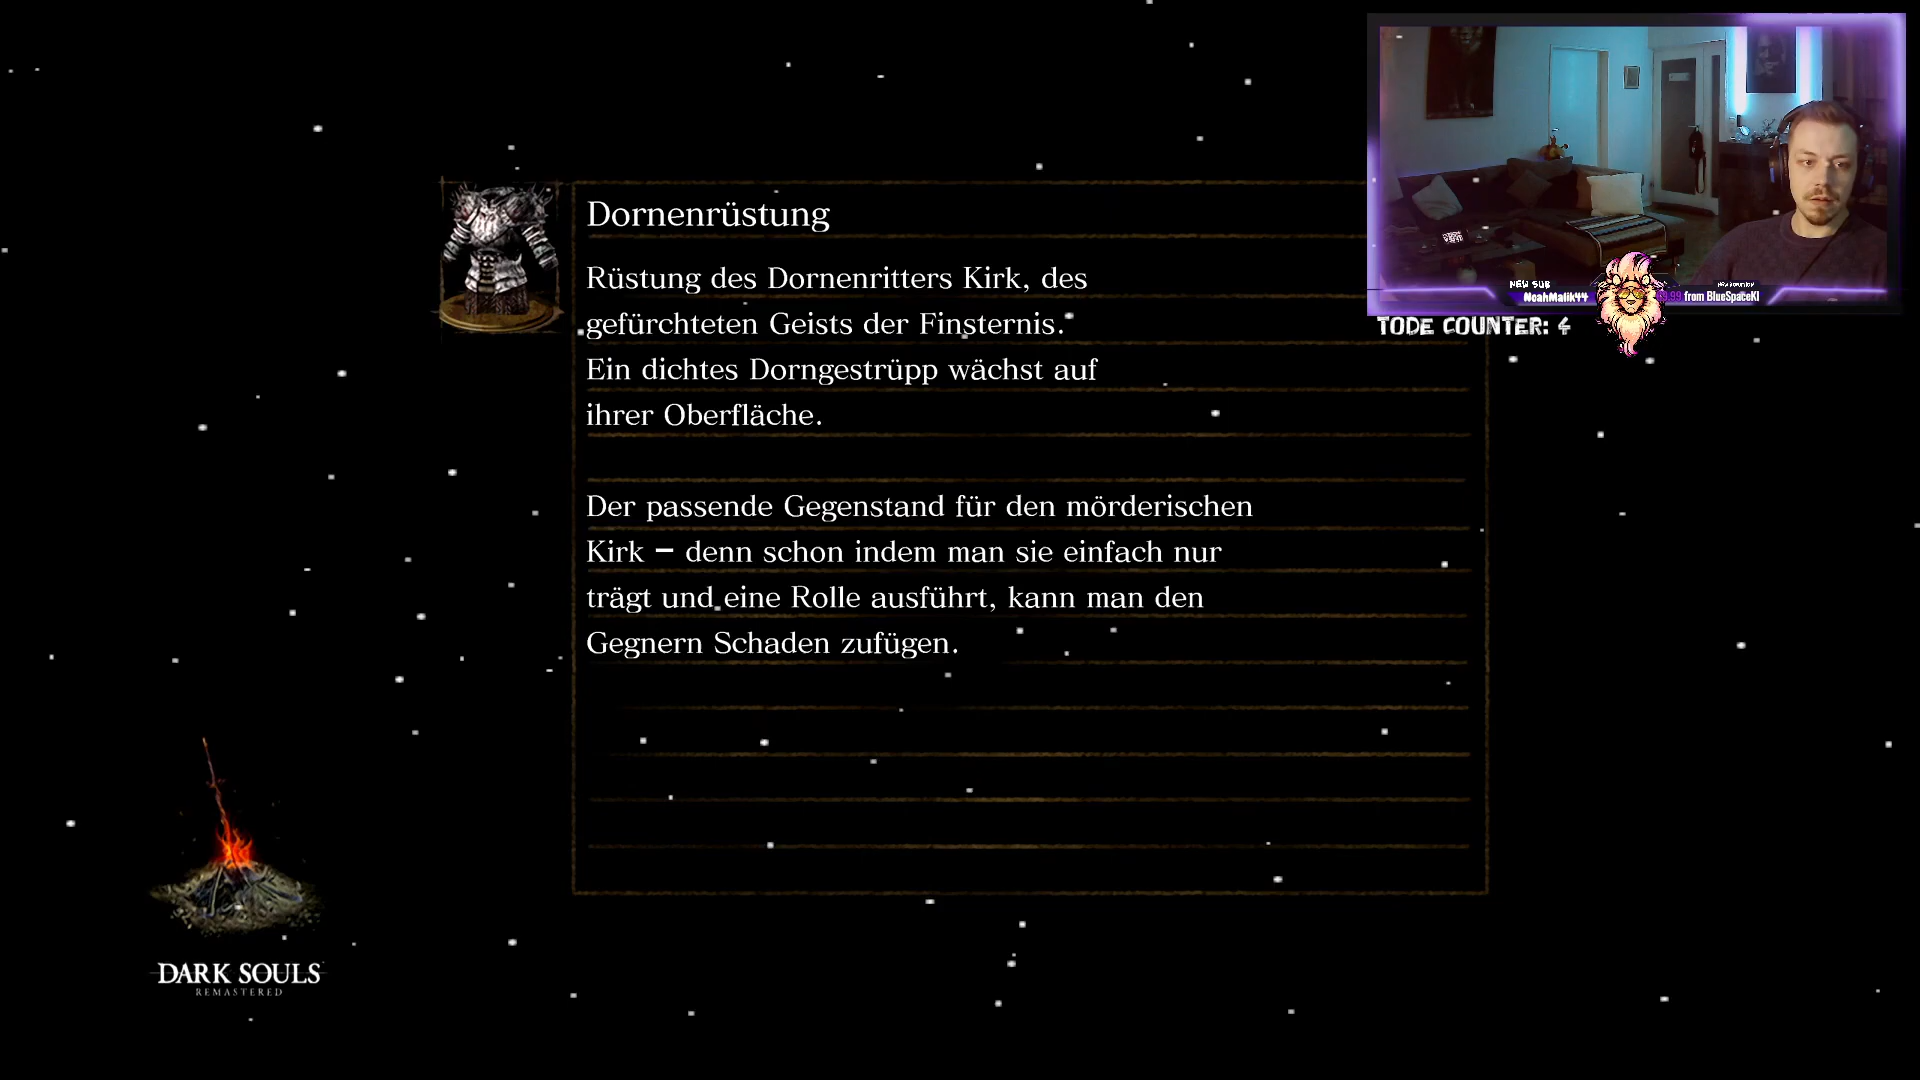 Dornenrüstung
Rüstung des Dornenritters Kirk, des
gefürchteten Geists der Finsternis.
Ein dichtes Dorngestrüpp wächst auf
ihrer Oberfläche.
Der passende Gegenstand für den mörderischen
Kirk – denn schon indem man sie einfach nur
trägt und eine Rolle ausführt, kann man den
Gegnern Schaden zufügen.
NEW SUB
NoahMalik44
from BlueSpaceKI
TODE COUNTER: 4
DARK SOULS
REMASTERED